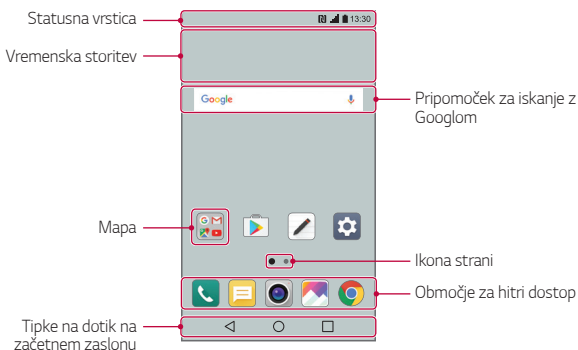 Statusna vrstica
13:30
Vremenska storitev
Google
Pripomoček za iskanje z
Googlom
Mapa
Ikona strani
Območje za hitri dostop
Tipke na dotik na
začetnem zaslonu